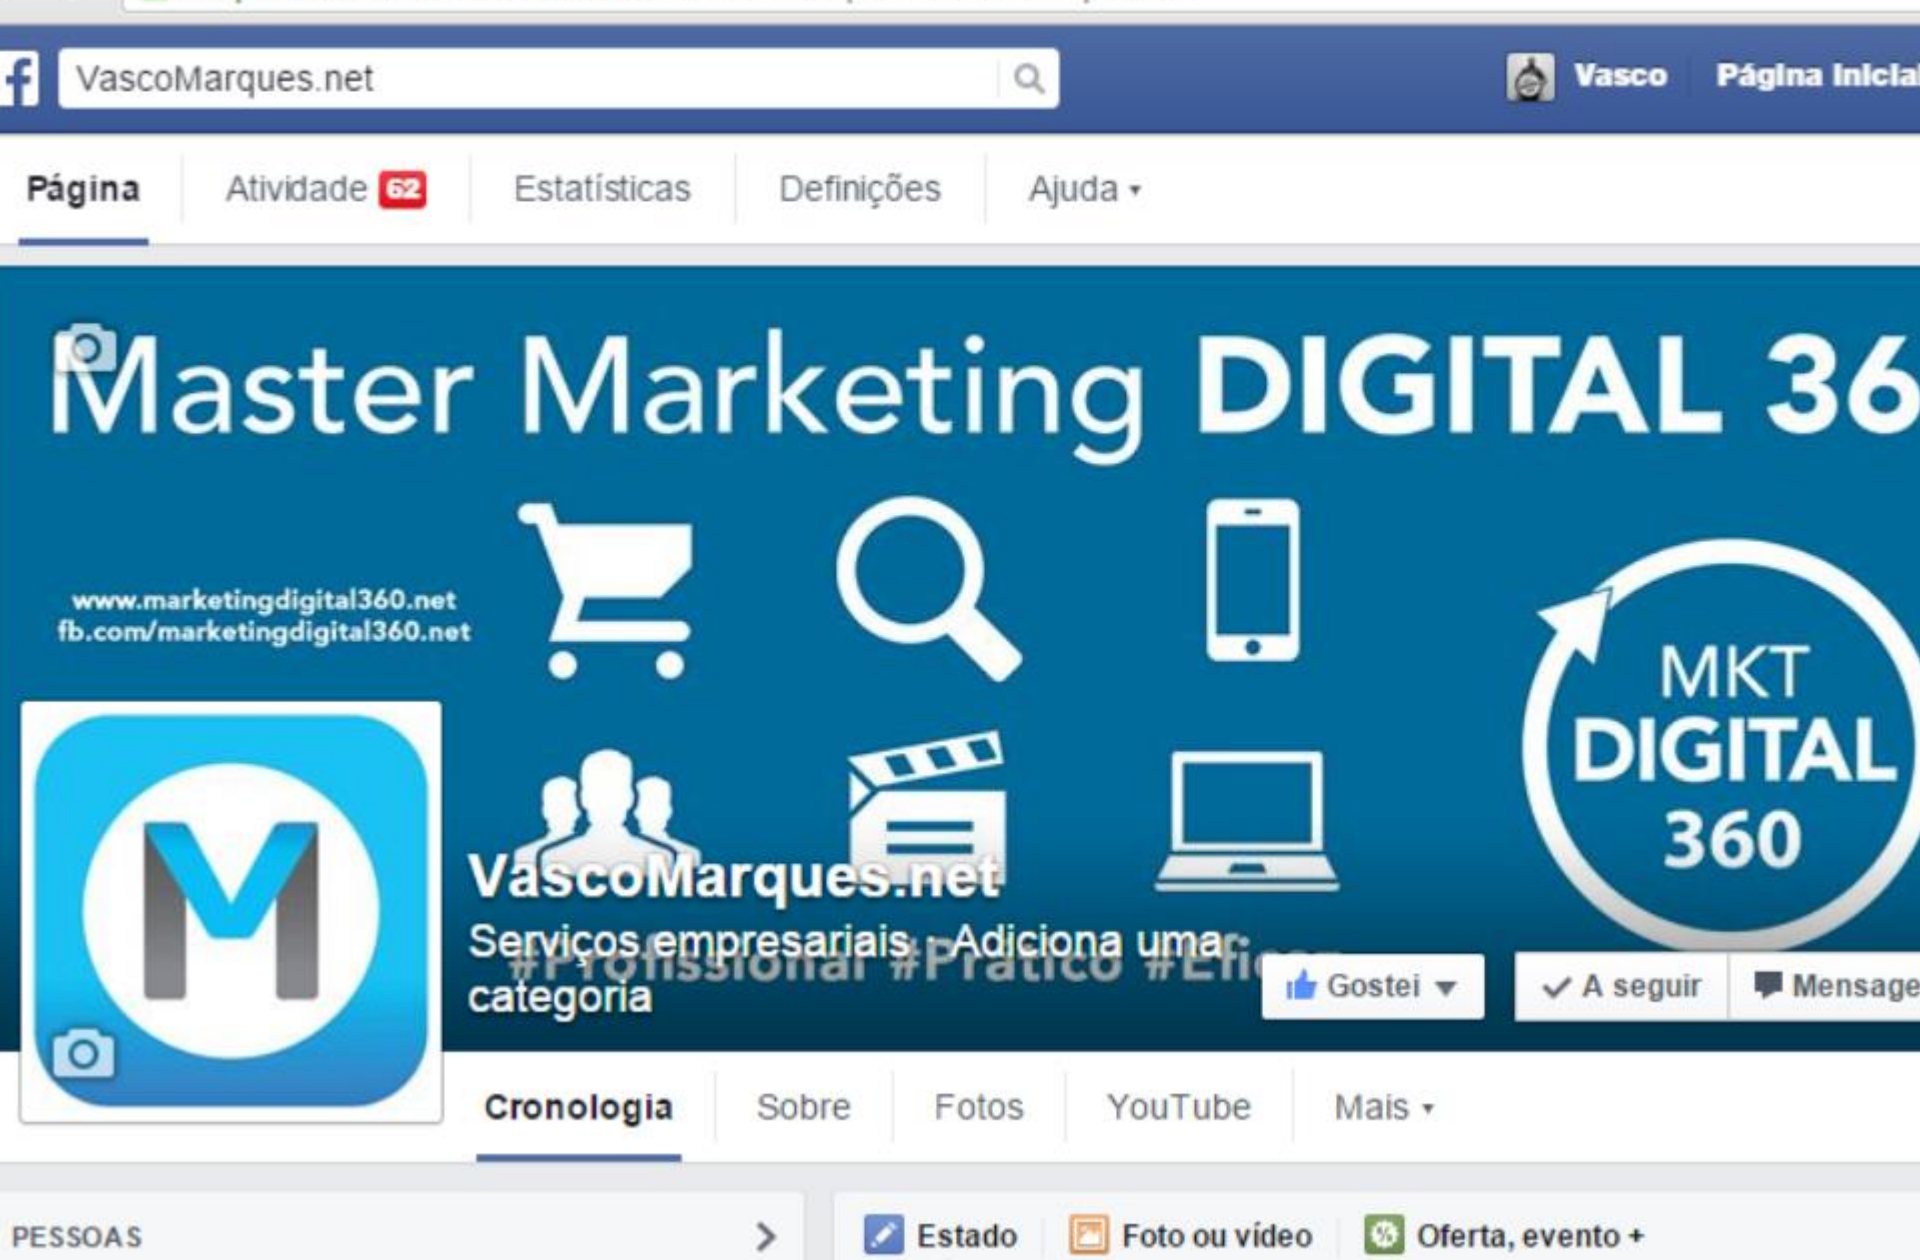 f VascoMarques.net Vasco Página Inicial
Página Atividade 62 Estatísticas Definições Ajuda
Master Marketing DIGITAL 36
www.marketingdigital360.net
fb.com/marketingdigital360.net
MKT
DIGITAL
360
M
VascoMarques.net
Serviços empresariais · Adiciona uma
categoria
#Profissional #Prático
Gostei A seguir Mensage
Cronologia Sobre Fotos YouTube Mais
PESSOAS Estado Foto ou vídeo Oferta, evento +